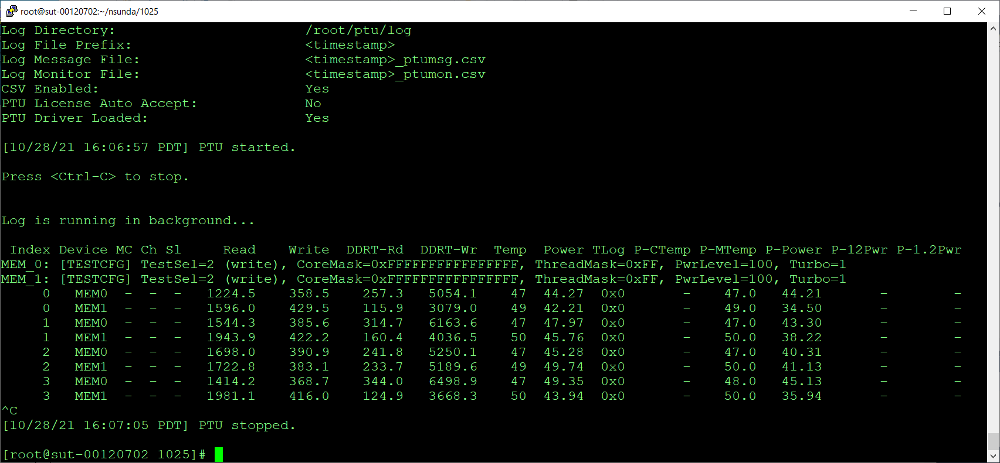 root@sut-00120702:~/nsunda/1025
Log Directory: /root/ptu/log
Log File Prefix: <timestamp>
Log Message File: <timestamp>_ptumsg.csv
Log Monitor File: <timestamp>_ptumon.csv
CSV Enabled: Yes
PTU License Auto Accept: No
PTU Driver Loaded: Yes
[10/28/21 16:06:57 PDT] PTU started.
Press <Ctrl-C> to stop.
Log is running in background...
Index Device MC Ch Sl Read Write DDRT-Rd DDRT-Wr Temp Power TLog P-CTemp P-MTemp P-Power P-12Pwr P-1.2Pwr
MEM_0: [TESTCFG] TestSel=2 (write), CoreMask=0xFFFFFFFFFFFFFFFF, ThreadMask=0xFF, PwrLevel=100, Turbo=1
MEM_1: [TESTCFG] TestSel=2 (write), CoreMask=0xFFFFFFFFFFFFFFFF, ThreadMask=0xFF, PwrLevel=100, Turbo=1
0 MEM0 - - - 1224.5 358.5 257.3 5054.1 47 44.27 0x0 - 47.0 44.21 - -
0 MEM1 - - - 1596.0 429.5 115.9 3079.0 49 42.21 0x0 - 49.0 34.50 - -
1 MEM0 - - - 1544.3 385.6 314.7 6163.6 47 47.97 0x0 - 47.0 43.30 - -
1 MEM1 - - - 1943.9 422.2 160.4 4036.5 50 45.76 0x0 - 50.0 38.22 - -
2 MEM0 - - - 1698.0 390.9 241.8 5250.1 47 45.28 0x0 - 47.0 40.31 - -
2 MEM1 - - - 1722.8 383.1 233.7 5189.6 49 49.74 0x0 - 50.0 41.13 - -
3 MEM0 - - - 1414.2 368.7 344.0 6498.9 47 49.35 0x0 - 48.0 45.13 - -
3 MEM1 - - - 1981.1 416.0 124.9 3668.3 50 43.94 0x0 - 50.0 35.94 - -
^C
[10/28/21 16:07:05 PDT] PTU stopped.
[root@sut-00120702 1025]#